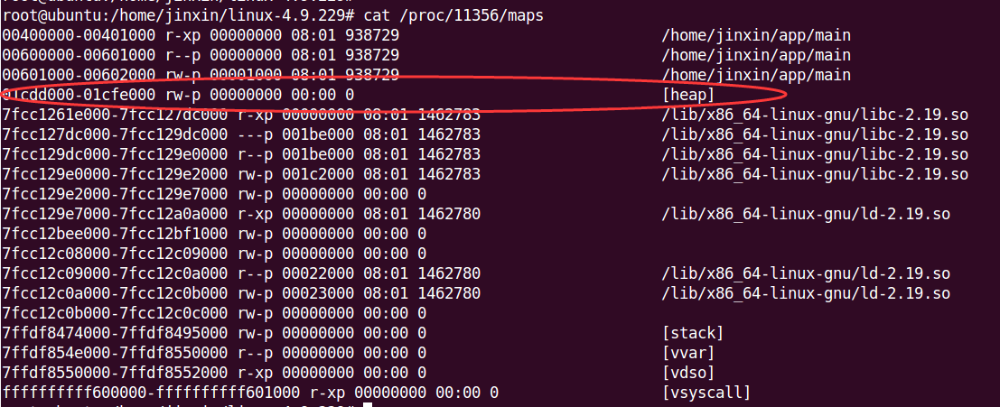 root@ubuntu:/home/jinxin/linux-4.9.229# cat /proc/11356/maps
00400000-00401000 r-xp 00000000 08:01 938729 /home/jinxin/app/main
00600000-00601000 r--p 00000000 08:01 938729 /home/jinxin/app/main
00601000-00602000 rw-p 00001000 08:01 938729 /home/jinxin/app/main
01cdd000-01cfe000 rw-p 00000000 00:00 0 [heap]
7fcc1261e000-7fcc127dc000 r-xp 00000000 08:01 1462783 /lib/x86_64-linux-gnu/libc-2.19.so
7fcc127dc000-7fcc129dc000 ---p 001be000 08:01 1462783 /lib/x86_64-linux-gnu/libc-2.19.so
7fcc129dc000-7fcc129e0000 r--p 001be000 08:01 1462783 /lib/x86_64-linux-gnu/libc-2.19.so
7fcc129e0000-7fcc129e2000 rw-p 001c2000 08:01 1462783 /lib/x86_64-linux-gnu/libc-2.19.so
7fcc129e2000-7fcc129e7000 rw-p 00000000 00:00 0
7fcc129e7000-7fcc12a0a000 r-xp 00000000 08:01 1462780 /lib/x86_64-linux-gnu/ld-2.19.so
7fcc12bee000-7fcc12bf1000 rw-p 00000000 00:00 0
7fcc12c08000-7fcc12c09000 rw-p 00000000 00:00 0
7fcc12c09000-7fcc12c0a000 r--p 00022000 08:01 1462780 /lib/x86_64-linux-gnu/ld-2.19.so
7fcc12c0a000-7fcc12c0b000 rw-p 00023000 08:01 1462780 /lib/x86_64-linux-gnu/ld-2.19.so
7fcc12c0b000-7fcc12c0c000 rw-p 00000000 00:00 0
7ffdf8474000-7ffdf8495000 rw-p 00000000 00:00 0 [stack]
7ffdf854e000-7ffdf8550000 r--p 00000000 00:00 0 [vvar]
7ffdf8550000-7ffdf8552000 r-xp 00000000 00:00 0 [vdso]
ffffffffff600000-ffffffffff601000 r-xp 00000000 00:00 0 [vsyscall]